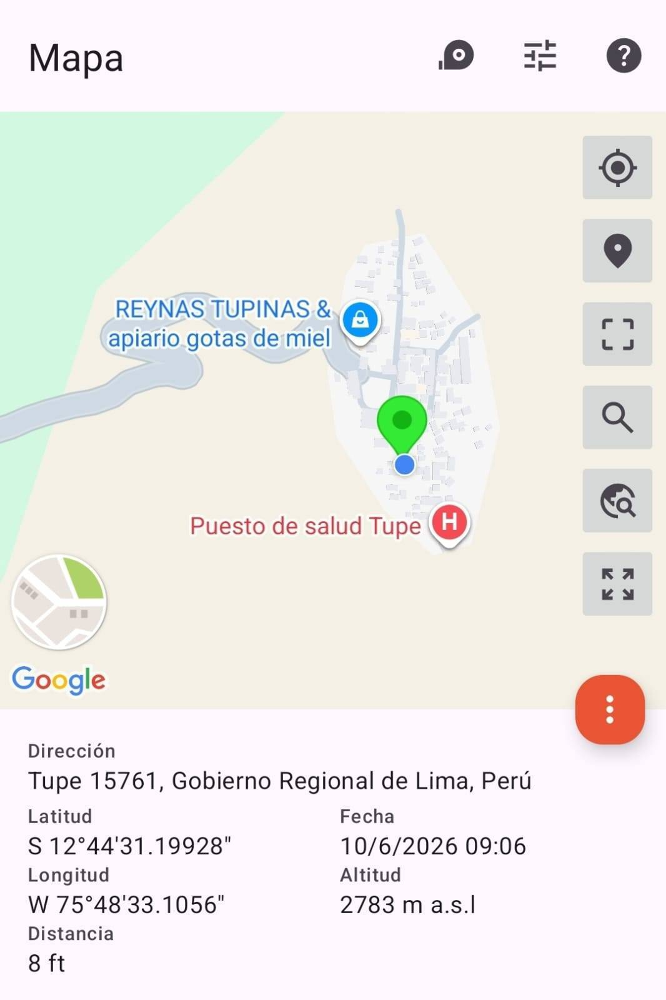 Mapa
REYNAS TUPINAS &
apiario gotas de miel
Puesto de salud Tupe
H
Google
Dirección
Tupe 15761, Gobierno Regional de Lima, Perú
Latitud
S 12°44'31.19928"
Fecha
10/6/2026 09:06
Longitud
W 75°48'33.1056"
Altitud
2783 m a.s.l
Distancia
8 ft